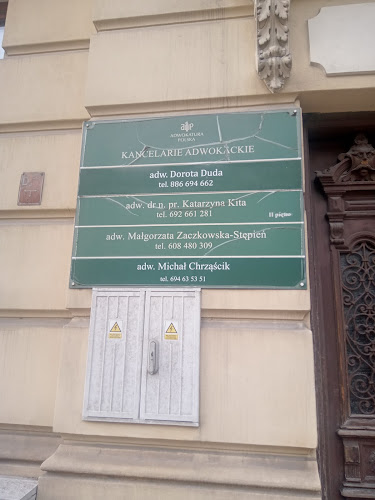 ADWOKATURA
POLSKA
KANCELARIE ADWOKACKIE
adw. Dorota Duda
tel. 886 694 662
adw. dr n. pr. Katarzyna Kita
tel. 692 661 281 II piętro
adw. Małgorzata Zaczkowska-Stępień
tel. 608 480 309
adw. Michał Chrząścik
tel. 694 63 53 51